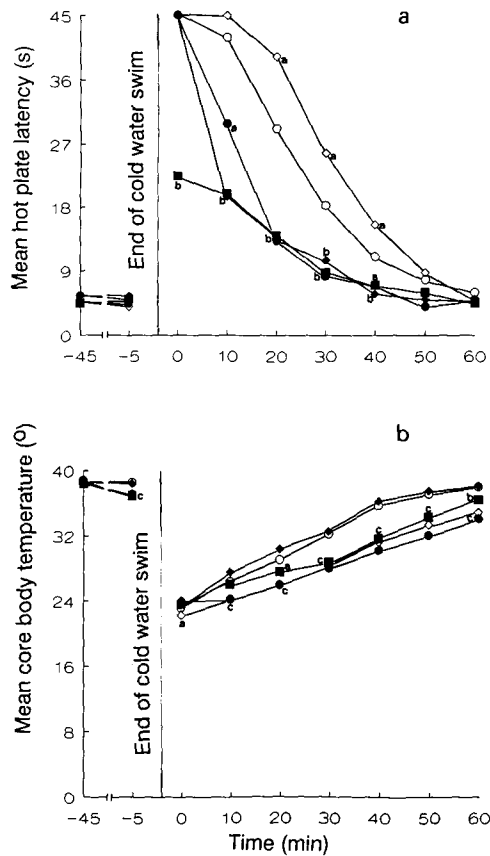 a
Mean hot plate latency (s)
45
36
27
18
9
0
End of cold water swim
a
a
a
a
a
b
b
b
b
b
b
-45
-5
0
10
20
30
40
50
60
b
Mean core body temperature (º)
40
32
24
16
8
0
End of cold water swim
c
a
c
a
c
c
c
c
b
c
-45
-5
0
10
20
30
40
50
60
Time (min)